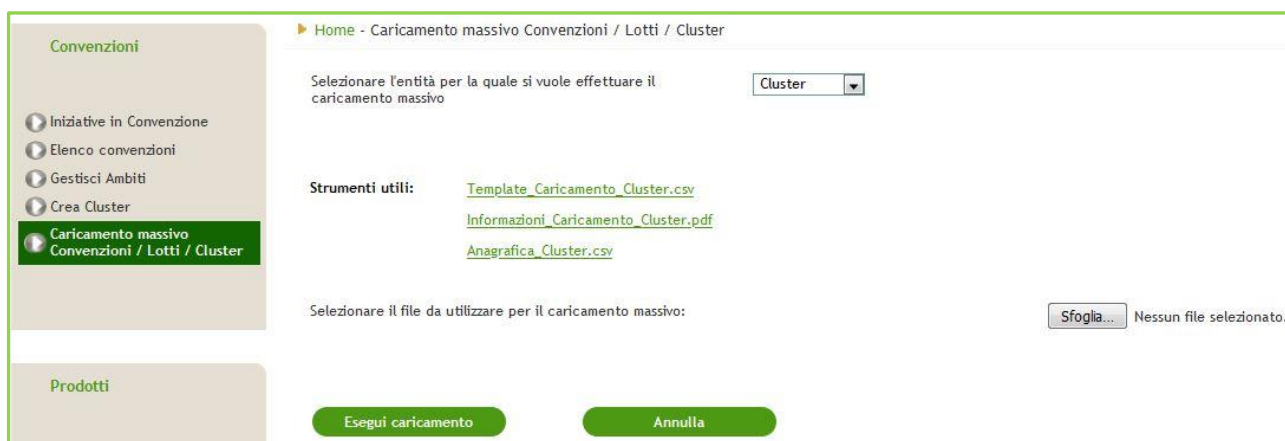 Convenzioni
Iniziative in Convenzione
Elenco convenzioni
Gestisci Ambiti
Crea Cluster
Caricamento massivo
Convenzioni / Lotti / Cluster
Prodotti
Home - Caricamento massivo Convenzioni / Lotti / Cluster
Selezionare l'entità per la quale si vuole effettuare il
caricamento massivo
Cluster
Strumenti utili:
Template_Caricamento_Cluster.csv
Informazioni_Caricamento_Cluster.pdf
Anagrafica_Cluster.csv
Selezionare il file da utilizzare per il caricamento massivo:
Sfoglia... Nessun file selezionato.
Esegui caricamento
Annulla